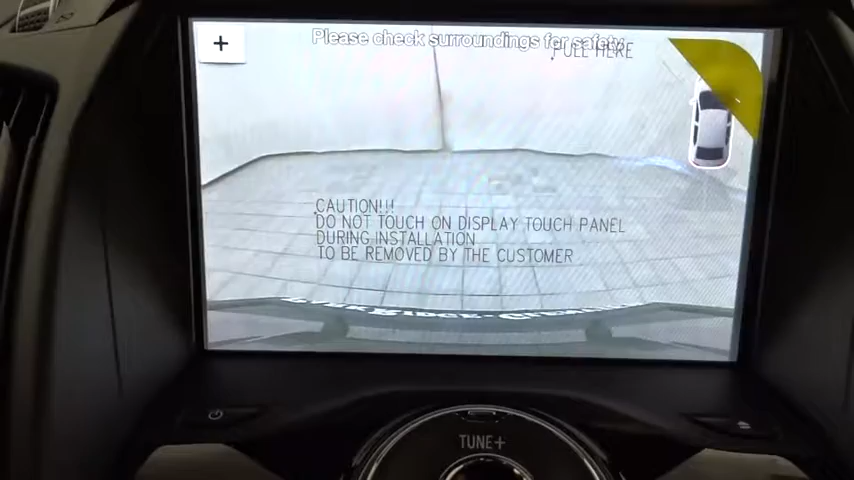 Please check surroundings for safety
PULL HERE
CAUTION!!!
DO NOT TOUCH ON DISPLAY TOUCH PANEL
DURING INSTALLATION
TO BE REMOVED BY THE CUSTOMER
TUNE+